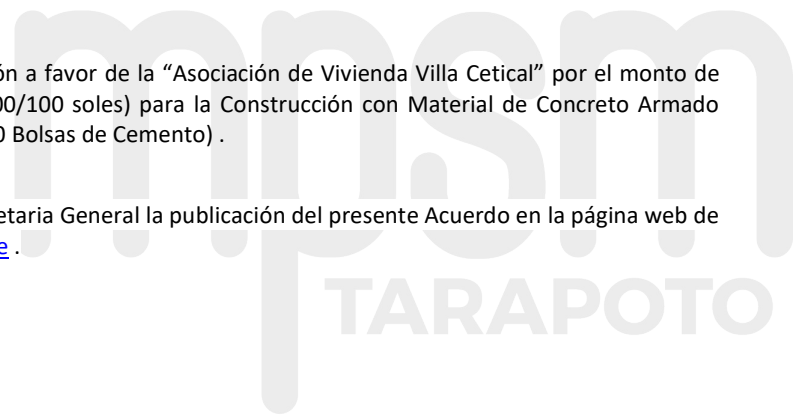 ón a favor de la “Asociación de Vivienda Villa Cetical” por el monto de
00/100 soles) para la Construcción con Material de Concreto Armado
0 Bolsas de Cemento) .
etaria General la publicación del presente Acuerdo en la página web de
e .
mpsm
TARAPOTO